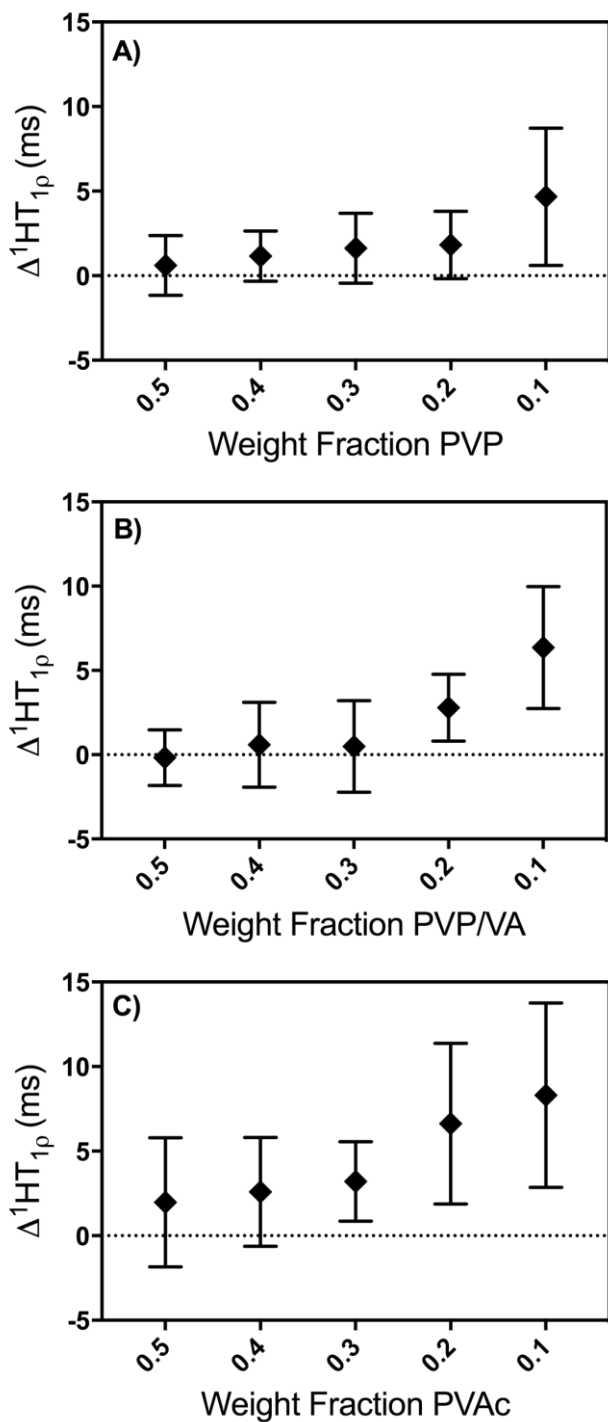 A)
Δ¹HT₁ρ (ms)
15
10
5
0
-5
0.5 0.4 0.3 0.2 0.1
Weight Fraction PVP
B)
Δ¹HT₁ρ (ms)
15
10
5
0
-5
0.5 0.4 0.3 0.2 0.1
Weight Fraction PVP/VA
C)
Δ¹HT₁ρ (ms)
15
10
5
0
-5
0.5 0.4 0.3 0.2 0.1
Weight Fraction PVAc